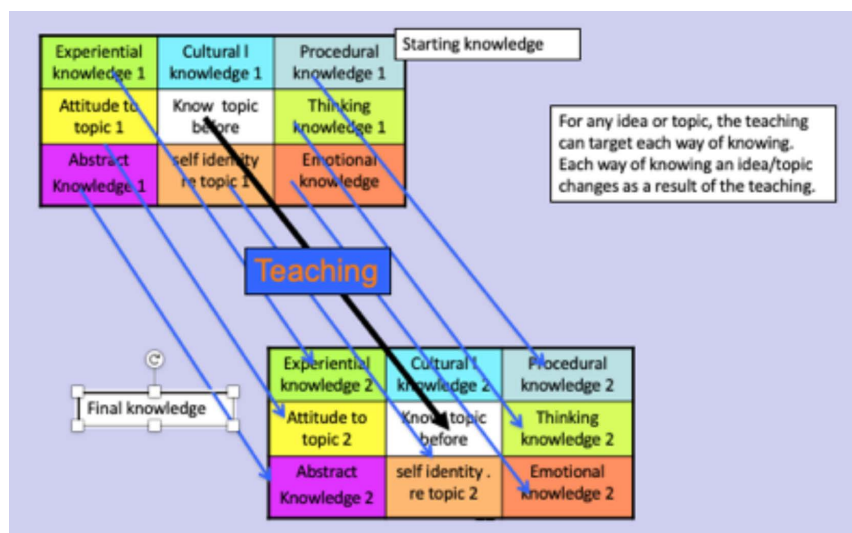 Starting knowledge
Experiential
knowledge 1
Cultural l
knowledge 1
Procedural
knowledge 1
Attitude to
topic 1
Know topic
before
Thinking
knowledge 1
Abstract
Knowledge 1
self identity
re topic 1
Emotional
knowledge
For any idea or topic, the teaching
can target each way of knowing.
Each way of knowing an idea/topic
changes as a result of the teaching.
Teaching
Final knowledge
Experiential
knowledge 2
Cultural l
knowledge 2
Procedural
knowledge 2
Attitude to
topic 2
Know topic
before
Thinking
knowledge 2
Abstract
Knowledge 2
self identity .
re topic 2
Emotional
knowledge 2